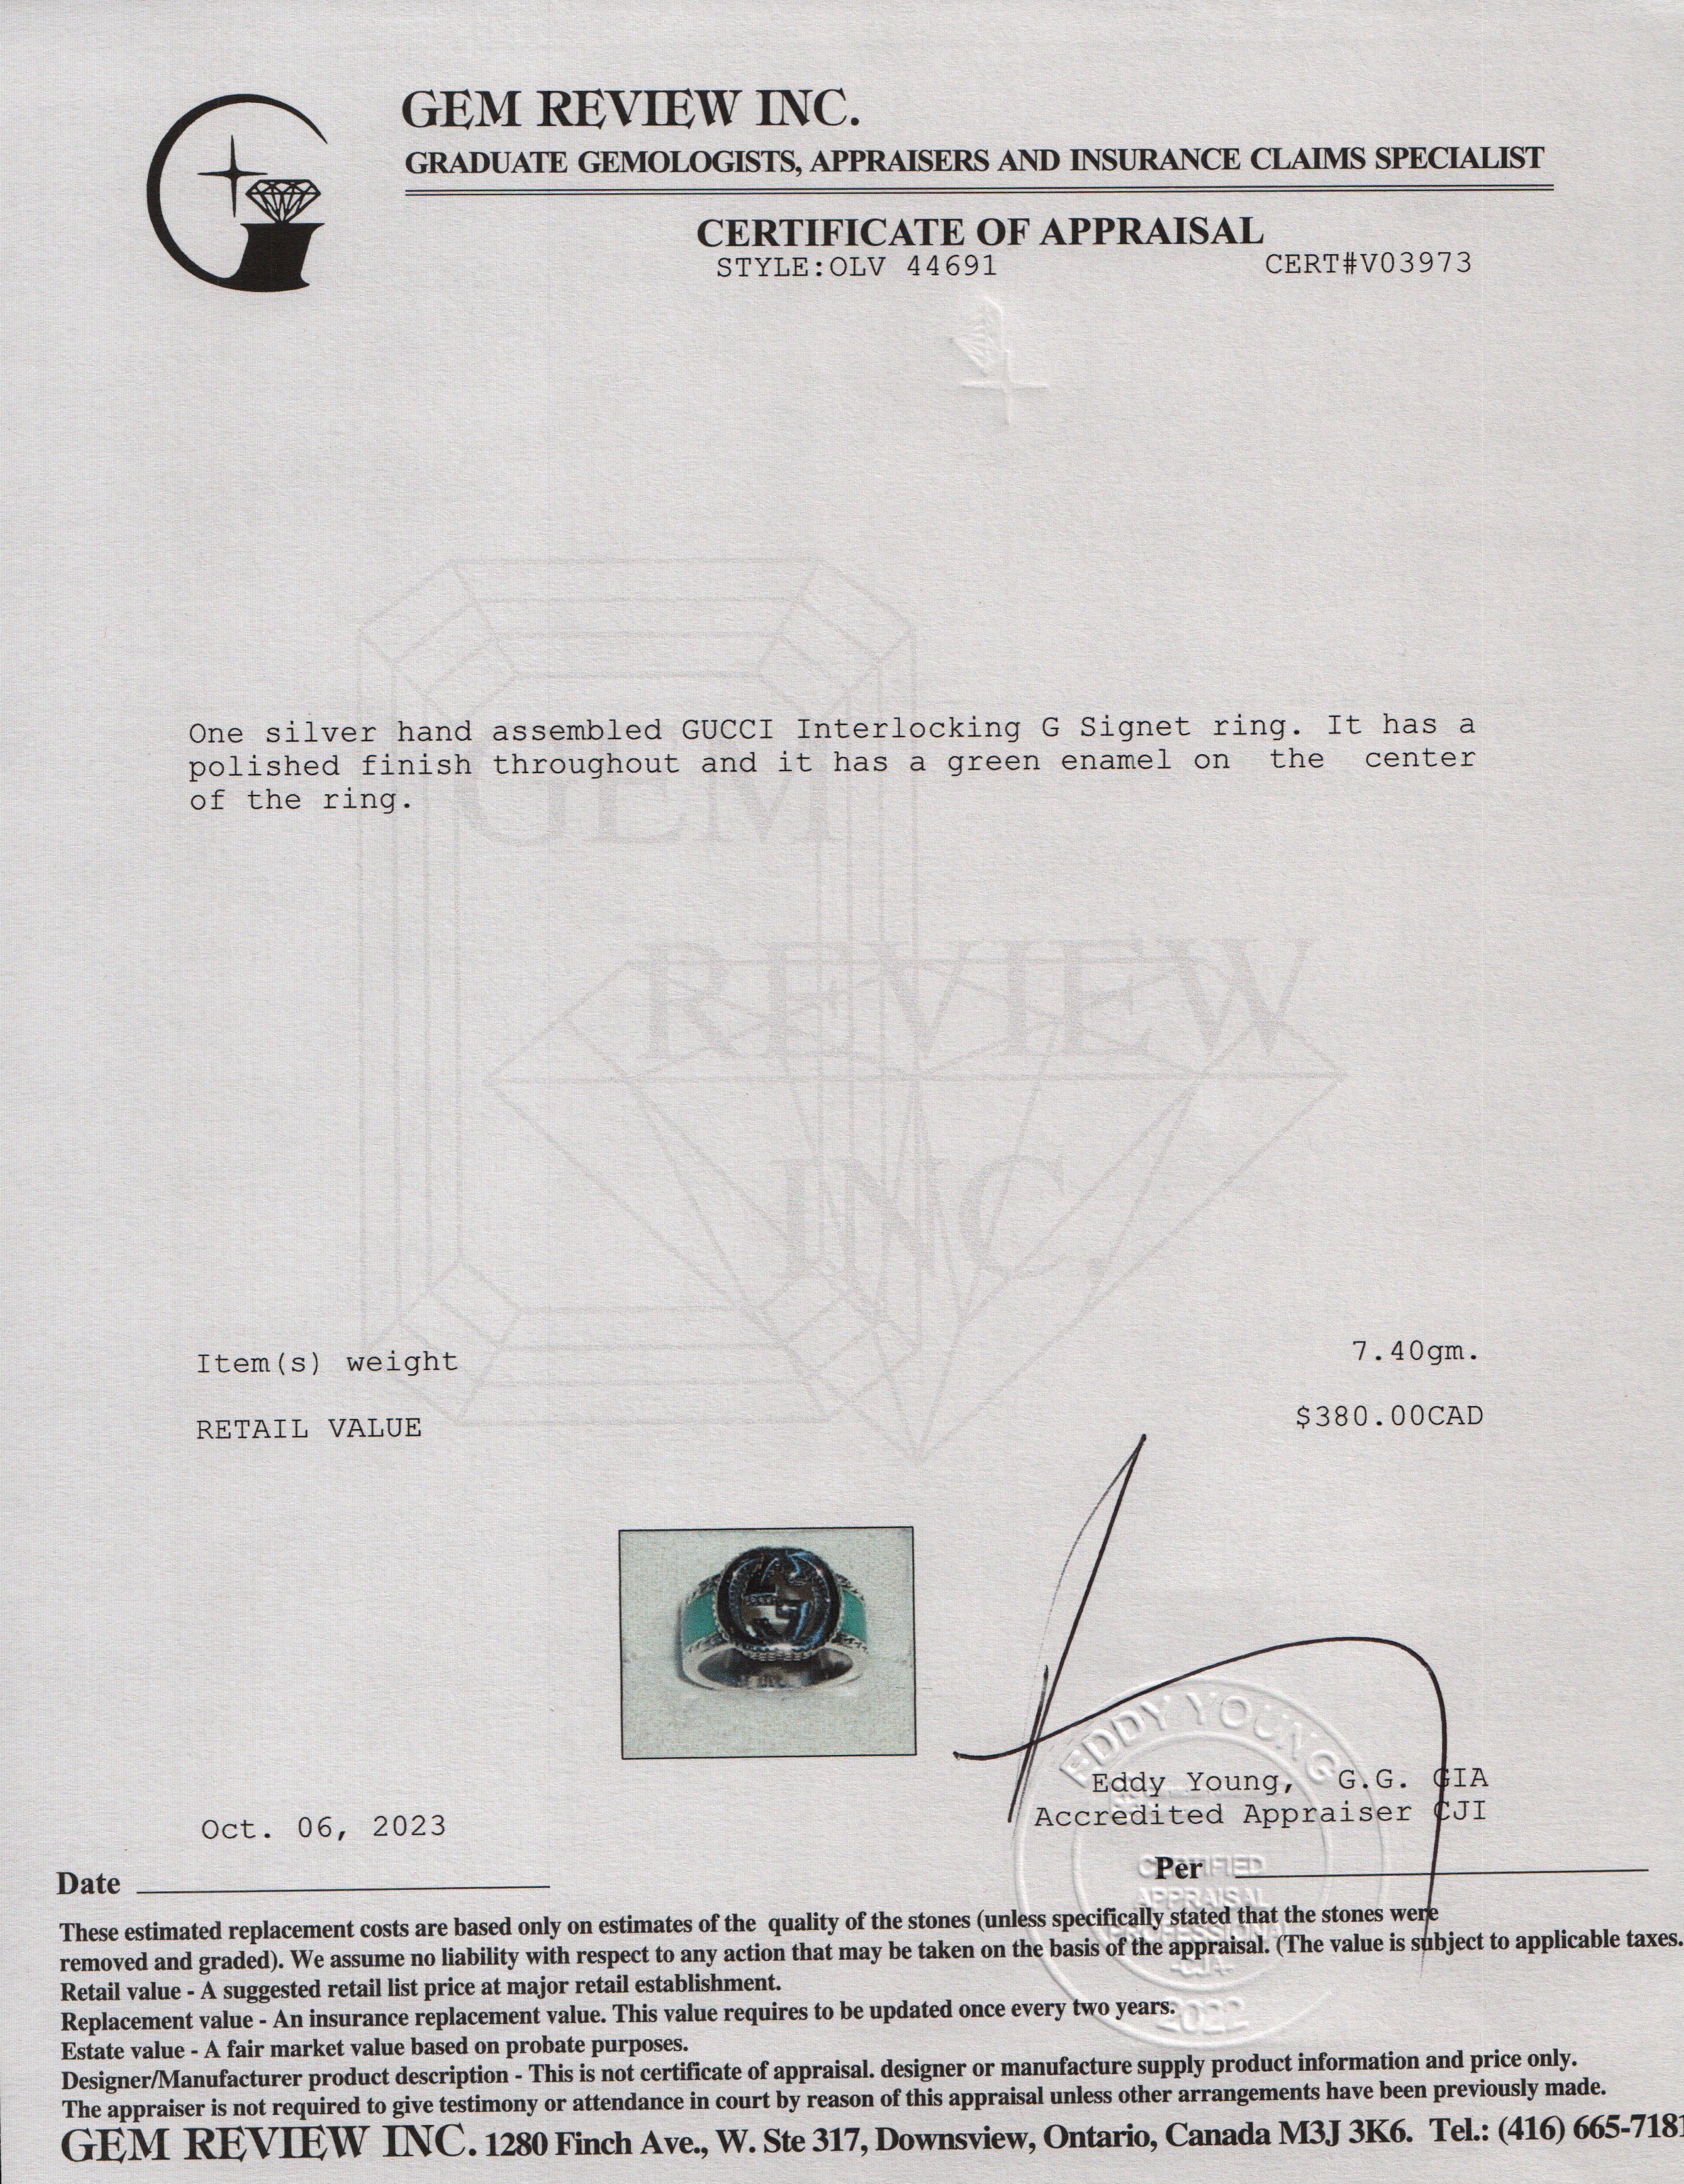 GEM REVIEW INC.
GRADUATE GEMOLOGISTS, APPRAISERS AND INSURANCE CLAIMS SPECIALIST
CERTIFICATE OF APPRAISAL
STYLE:OLV 44691
CERT#V03973
One silver hand assembled GUCCI Interlocking G Signet ring. It has a
polished finish throughout and it has a green enamel on the center
of the ring.
GEM
REVIEW
INC.
Item(s) weight 7.40gm.
RETAIL VALUE $380.00CAD
EDDY YOUNG
Eddy Young, G.G. GIA
Accredited Appraiser CJI
Oct. 06, 2023
Date
Per
CERTIFIED
APPRAISAL
PROFESSIONAL
2022
These estimated replacement costs are based only on estimates of the quality of the stones (unless specifically stated that the stones were
removed and graded). We assume no liability with respect to any action that may be taken on the basis of the appraisal. (The value is subject to applicable taxes.
Retail value - A suggested retail list price at major retail establishment.
Replacement value - An insurance replacement value. This value requires to be updated once every two years.
Estate value - A fair market value based on probate purposes.
Designer/Manufacturer product description - This is not certificate of appraisal. designer or manufacture supply product information and price only.
The appraiser is not required to give testimony or attendance in court by reason of this appraisal unless other arrangements have been previously made.
GEM REVIEW INC. 1280 Finch Ave., W. Ste 317, Downsview, Ontario, Canada M3J 3K6. Tel.: (416) 665-7181